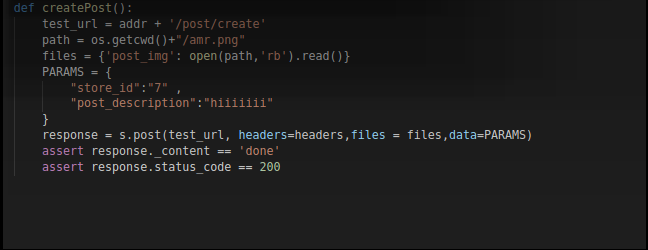 def createPost():
    test_url = addr + '/post/create'
    path = os.getcwd()+"/amr.png"
    files = {'post_img': open(path,'rb').read()}
    PARAMS = {
        "store_id":"7" ,
        "post_description":"hiiiiiii"
    }
    response = s.post(test_url, headers=headers,files = files,data=PARAMS)
    assert response._content == 'done'
    assert response.status_code == 200